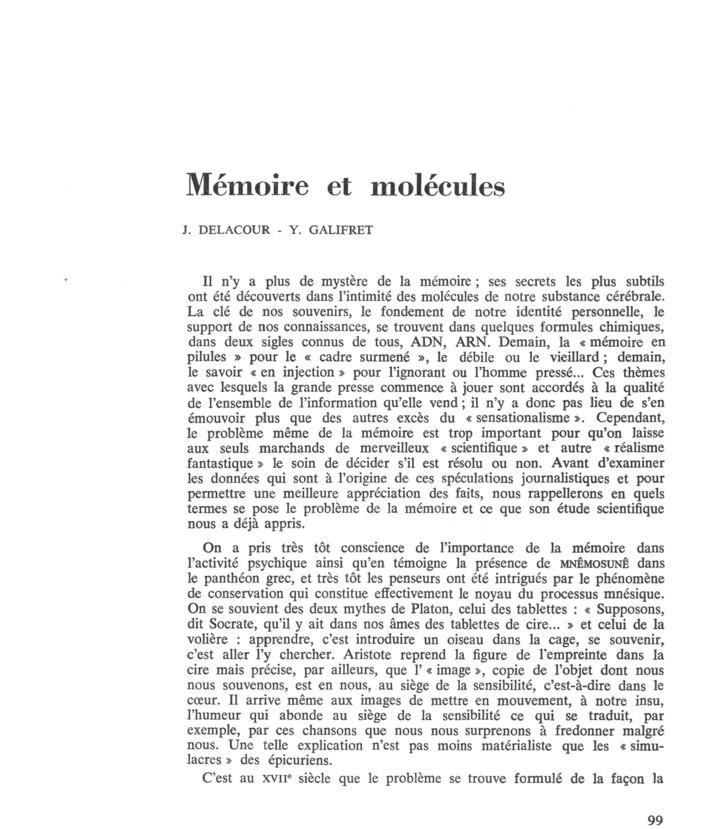 Mémoire et molécules
J. DELACOUR - Y. GALIFRET
Il n'y a plus de mystère de la mémoire ; ses secrets les plus subtils
ont été découverts dans l'intimité des molécules de notre substance cérébrale.
La clé de nos souvenirs, le fondement de notre identité personnelle, le
support de nos connaissances, se trouvent dans quelques formules chimiques,
dans deux sigles connus de tous, ADN, ARN. Demain, la « mémoire en
pilules » pour le « cadre surmené », le débile ou le vieillard ; demain,
le savoir « en injection » pour l'ignorant ou l'homme pressé... Ces thèmes
avec lesquels la grande presse commence à jouer sont accordés à la qualité
de l'ensemble de l'information qu'elle vend ; il n'y a donc pas lieu de s'en
émouvoir plus que des autres excès du « sensationalisme ». Cependant,
le problème même de la mémoire est trop important pour qu'on laisse
aux seuls marchands de merveilleux « scientifique » et autre « réalisme
fantastique » le soin de décider s'il est résolu ou non. Avant d'examiner
les données qui sont à l'origine de ces spéculations journalistiques et pour
permettre une meilleure appréciation des faits, nous rappellerons en quels
termes se pose le problème de la mémoire et ce que son étude scientifique
nous a déjà appris.
On a pris très tôt conscience de l'importance de la mémoire dans
l'activité psychique ainsi qu'en témoigne la présence de MNÊMOSUNÊ dans
le panthéon grec, et très tôt les penseurs ont été intrigués par le phénomène
de conservation qui constitue effectivement le noyau du processus mnésique.
On se souvient des deux mythes de Platon, celui des tablettes : « Supposons,
dit Socrate, qu'il y ait dans nos âmes des tablettes de cire... » et celui de la
volière : apprendre, c'est introduire un oiseau dans la cage, se souvenir,
c'est aller l'y chercher. Aristote reprend la figure de l'empreinte dans la
cire mais précise, par ailleurs, que l' « image », copie de l'objet dont nous
nous souvenons, est en nous, au siège de la sensibilité, c'est-à-dire dans le
cœur. Il arrive même aux images de mettre en mouvement, à notre insu,
l'humeur qui abonde au siège de la sensibilité ce qui se traduit, par
exemple, par ces chansons que nous nous surprenons à fredonner malgré
nous. Une telle explication n'est pas moins matérialiste que les « simu-
lacres » des épicuriens.
C'est au XVIIe siècle que le problème se trouve formulé de la façon la
99